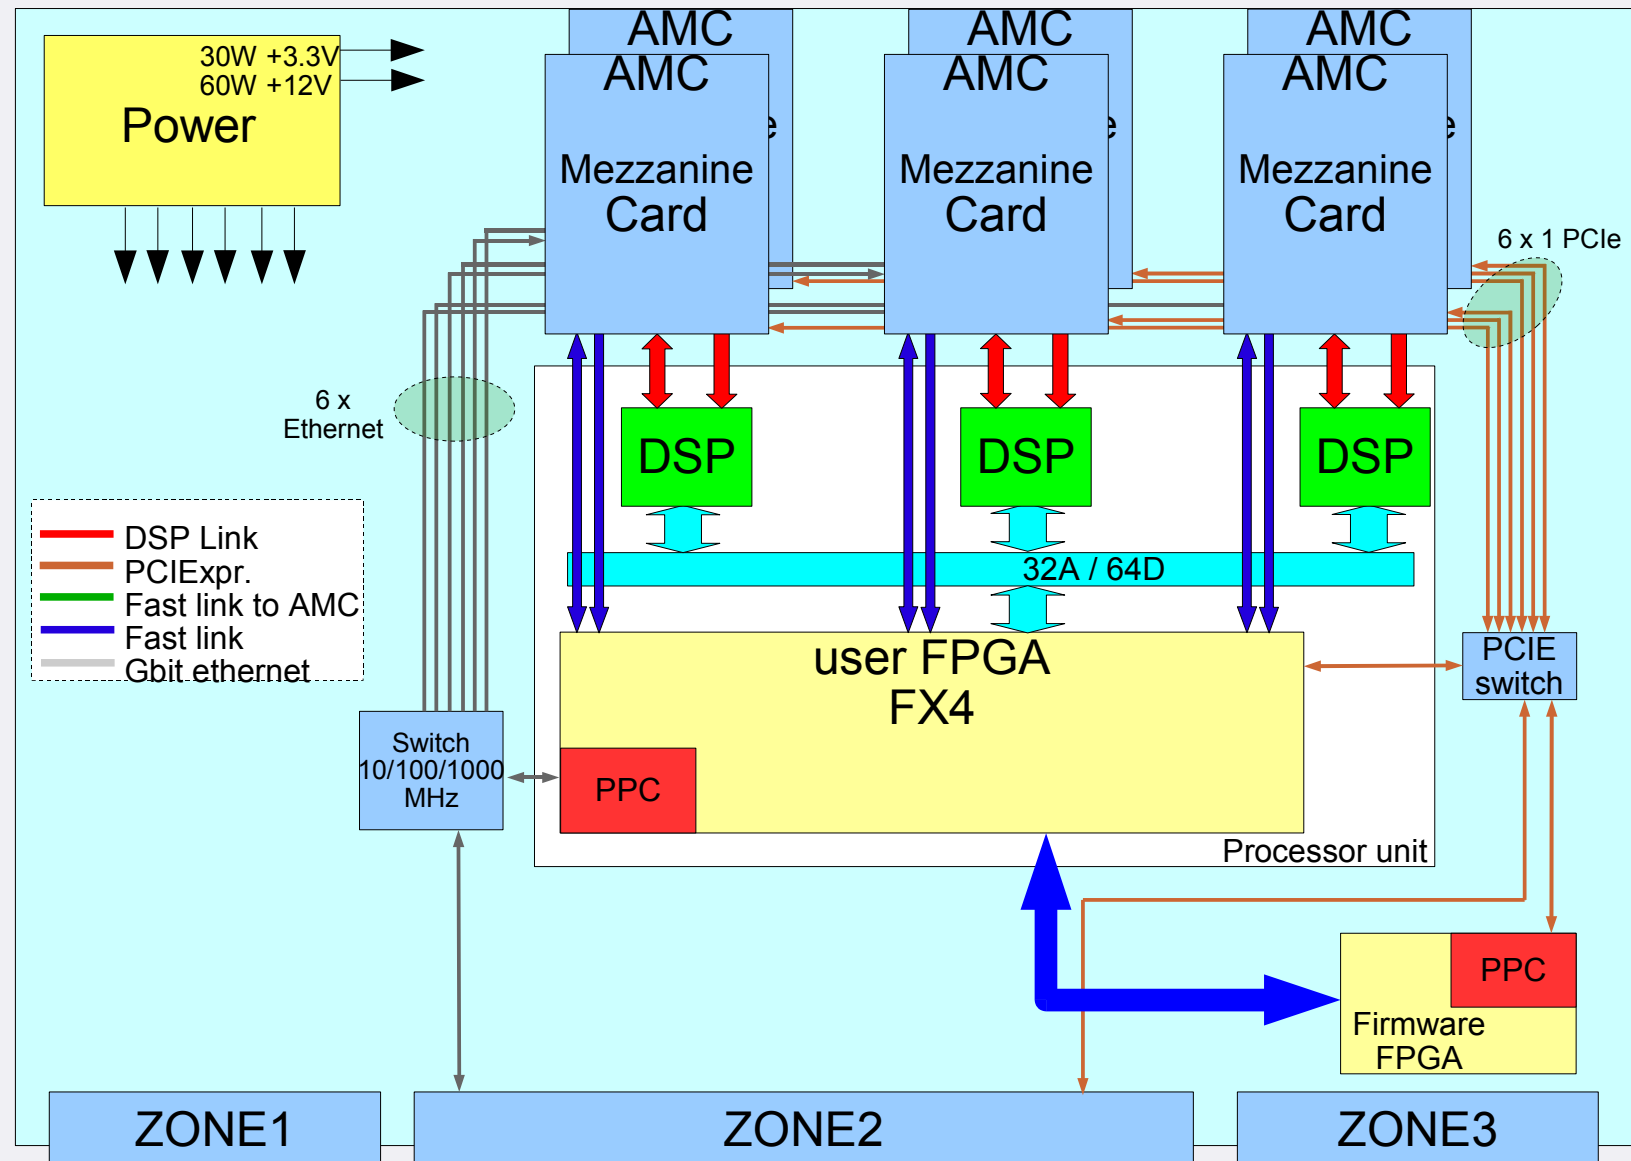 30W +3.3V
60W +12V
Power
AMC
AMC
e
Mezzanine
Card
AMC
AMC
e
Mezzanine
Card
AMC
AMC
e
Mezzanine
Card
6 x 1 PCIe
6 x
Ethernet
DSP
DSP
DSP
32A / 64D
DSP Link
PCIExpr.
Fast link to AMC
Fast link
Gbit ethernet
user FPGA
FX4
PCIE
switch
Switch
10/100/1000
MHz
PPC
Processor unit
PPC
Firmware
FPGA
ZONE1
ZONE2
ZONE3